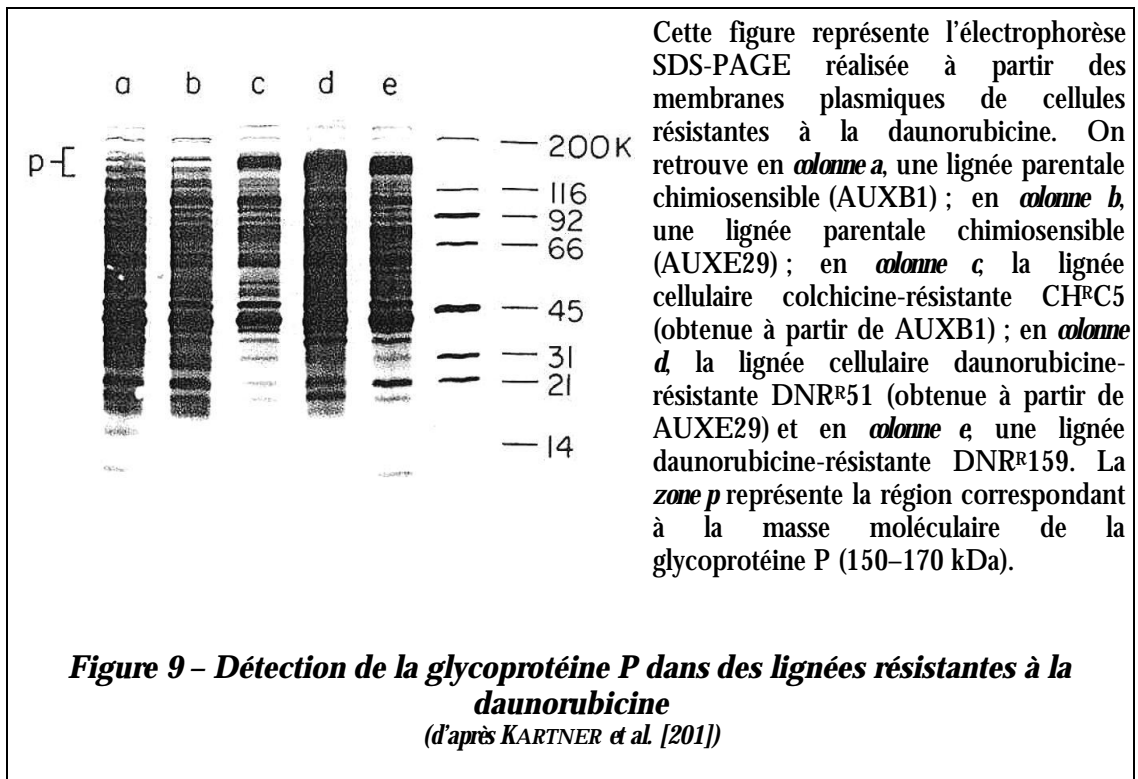 a b c d e
p
200K
116
92
66
45
31
21
14
Cette figure représente l'électrophorèse
SDS-PAGE réalisée à partir des
membranes plasmiques de cellules
résistantes à la daunorubicine. On
retrouve en colonne a, une lignée parentale
chimiosensible (AUXB1) ; en colonne b,
une lignée parentale chimiosensible
(AUXE29) ; en colonne c, la lignée
cellulaire colchicine-résistante CHRC5
(obtenue à partir de AUXB1) ; en colonne
d, la lignée cellulaire daunorubicine-
résistante DNRR51 (obtenue à partir de
AUXE29) et en colonne e, une lignée
daunorubicine-résistante DNRR159. La
zone p représente la région correspondant
à la masse moléculaire de la
glycoprotéine P (150–170 kDa).
Figure 9 – Détection de la glycoprotéine P dans des lignées résistantes à la
daunorubicine
(d'après KARTNER et al. [201])